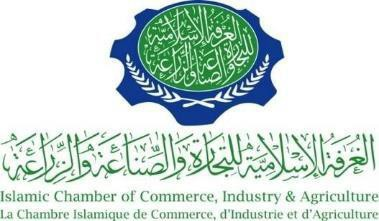 الغرفة الإسلامية
للتجارة
والصناعة والزراعة
الغرفة الإسلامية للتجارة والصناعة والزراعة
Islamic Chamber of Commerce, Industry & Agriculture
La Chambre Islamique de Commerce, d'Industrie et d'Agriculture